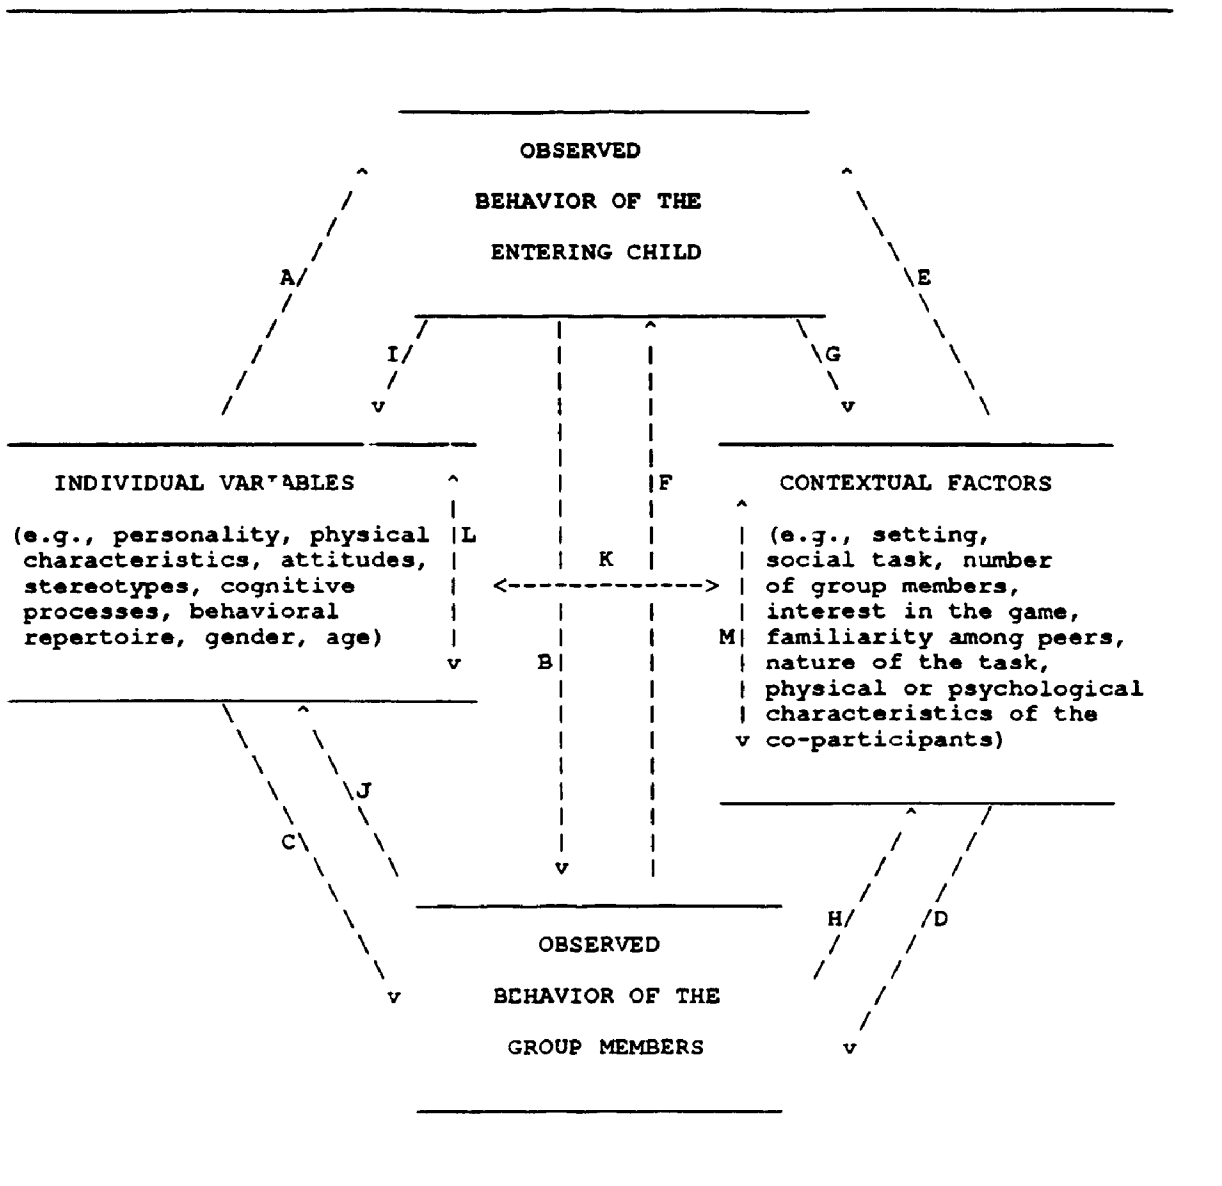 OBSERVED
BEHAVIOR OF THE
ENTERING CHILD
A
E
I
G
INDIVIDUAL VARIABLES
(e.g., personality, physical
characteristics, attitudes,
stereotypes, cognitive
processes, behavioral
repertoire, gender, age)
L
F
K
B
CONTEXTUAL FACTORS
(e.g., setting,
social task, number
of group members,
interest in the game,
familiarity among peers,
nature of the task,
physical or psychological
characteristics of the
co-participants)
M
J
C
H
D
OBSERVED
BEHAVIOR OF THE
GROUP MEMBERS